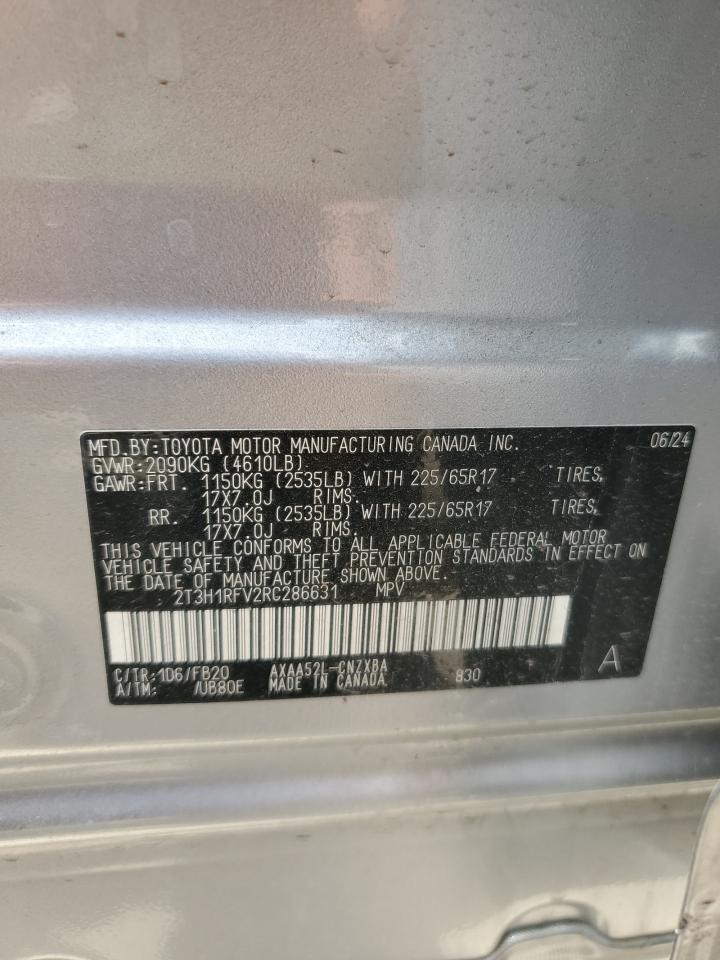 MFD.BY:TOYOTA MOTOR MANUFACTURING CANADA INC. 06/24
GVWR:2090KG (4610LB)
GAWR:FRT. 1150KG (2535LB) WITH 225/65R17 TIRES,
17X7.0J RIMS.
RR. 1150KG (2535LB) WITH 225/65R17 TIRES,
17X7.0J RIMS.
THIS VEHICLE CONFORMS TO ALL APPLICABLE FEDERAL MOTOR
VEHICLE SAFETY AND THEFT PREVENTION STANDARDS IN EFFECT ON
THE DATE OF MANUFACTURE SHOWN ABOVE.
2T3H1RFV2RC286631 MPV
C/TR:1D6/FB20 AXAA52L-CNZXBA 830 A
A/TM: /UB80E MADE IN CANADA